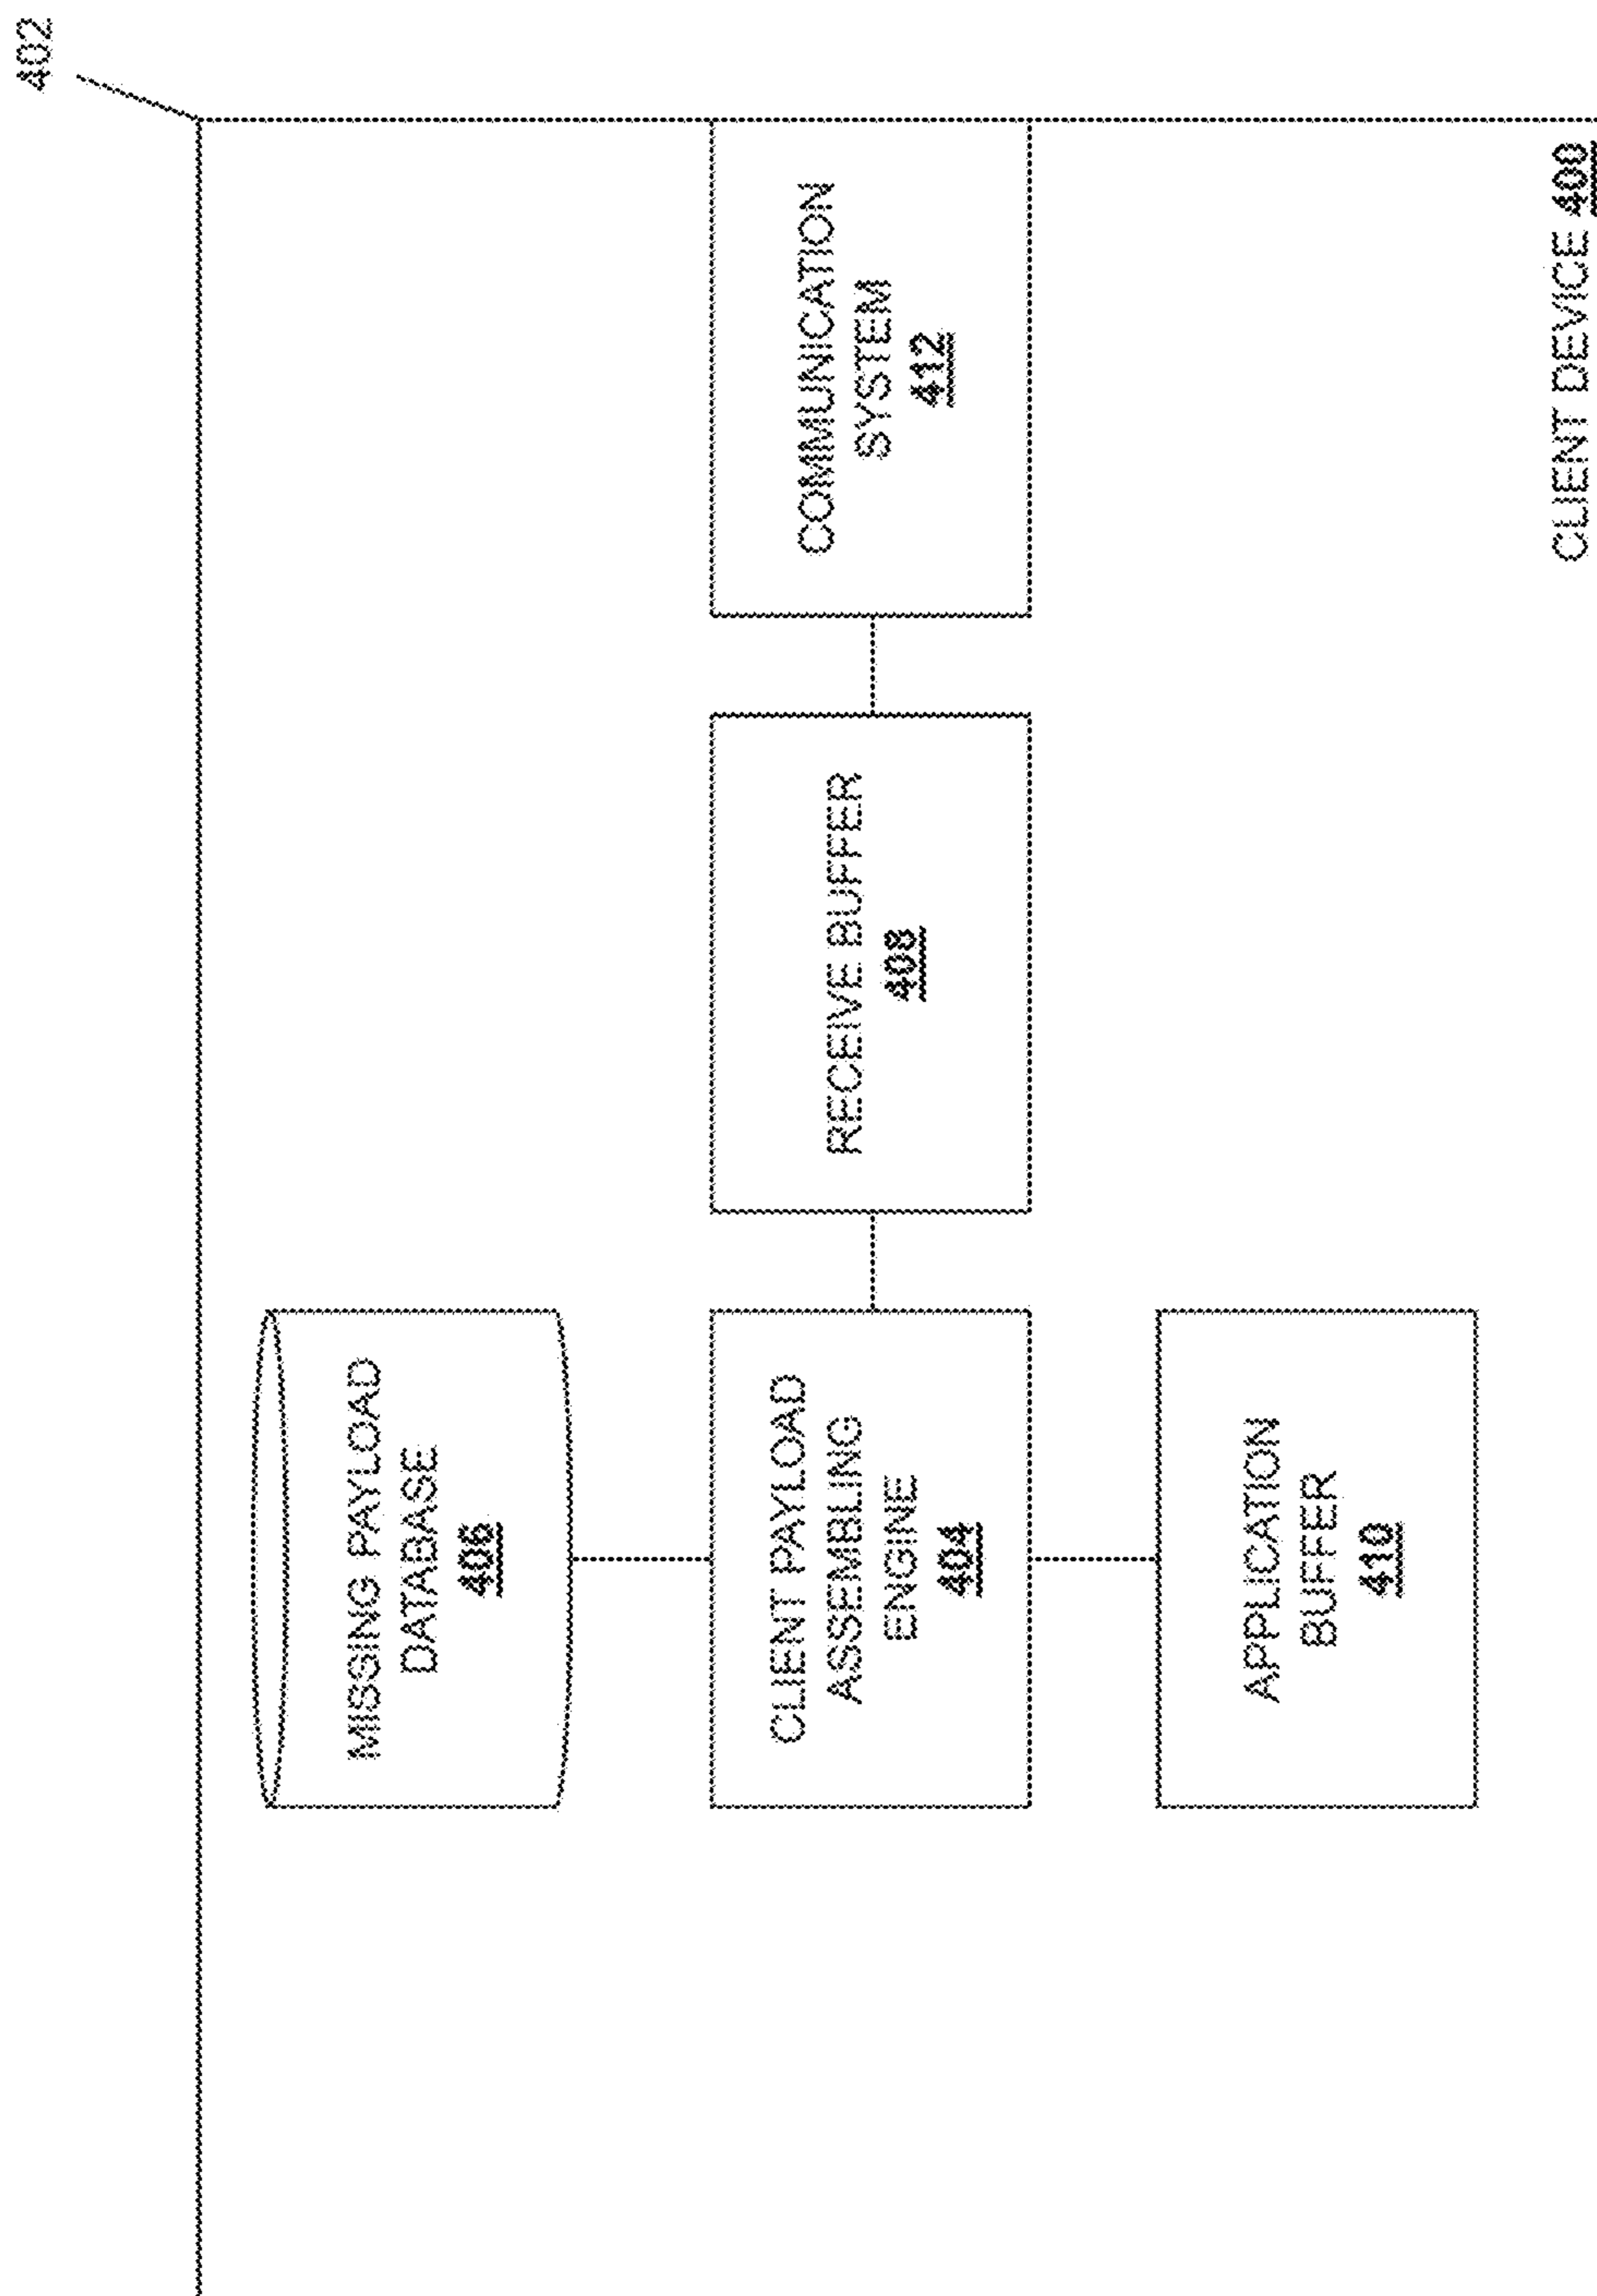 402
MISSING PAYLOAD
DATABASE
406
CLIENT PAYLOAD
ASSEMBLING
ENGINE
404
RECEIVE BUFFER
408
COMMUNICATION
SYSTEM
412
APPLICATION
BUFFER
410
CLIENT DEVICE 400